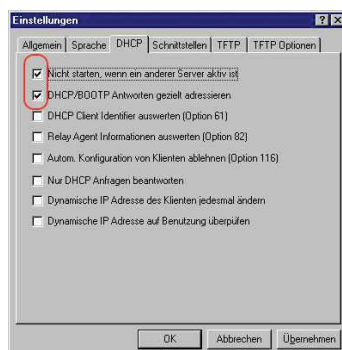 Einstellungen
Allgemein Sprache DHCP Schnittstellen TFTP TFTP Optionen
Nicht starten, wenn ein anderer Server aktiv ist
DHCP/BOOTP Antworten gezielt adressieren
DHCP Client Identifier auswerten (Option 61)
Relay Agent Informationen auswerten (Option 82)
Autom. Konfiguration von Klienten ablehnen (Option 116)
Nur DHCP Anfragen beantworten
Dynamische IP Adresse des Klienten jedesmal ändern
Dynamische IP Adresse auf Benutzung überpüfen
OK Abbrechen Übernehmen